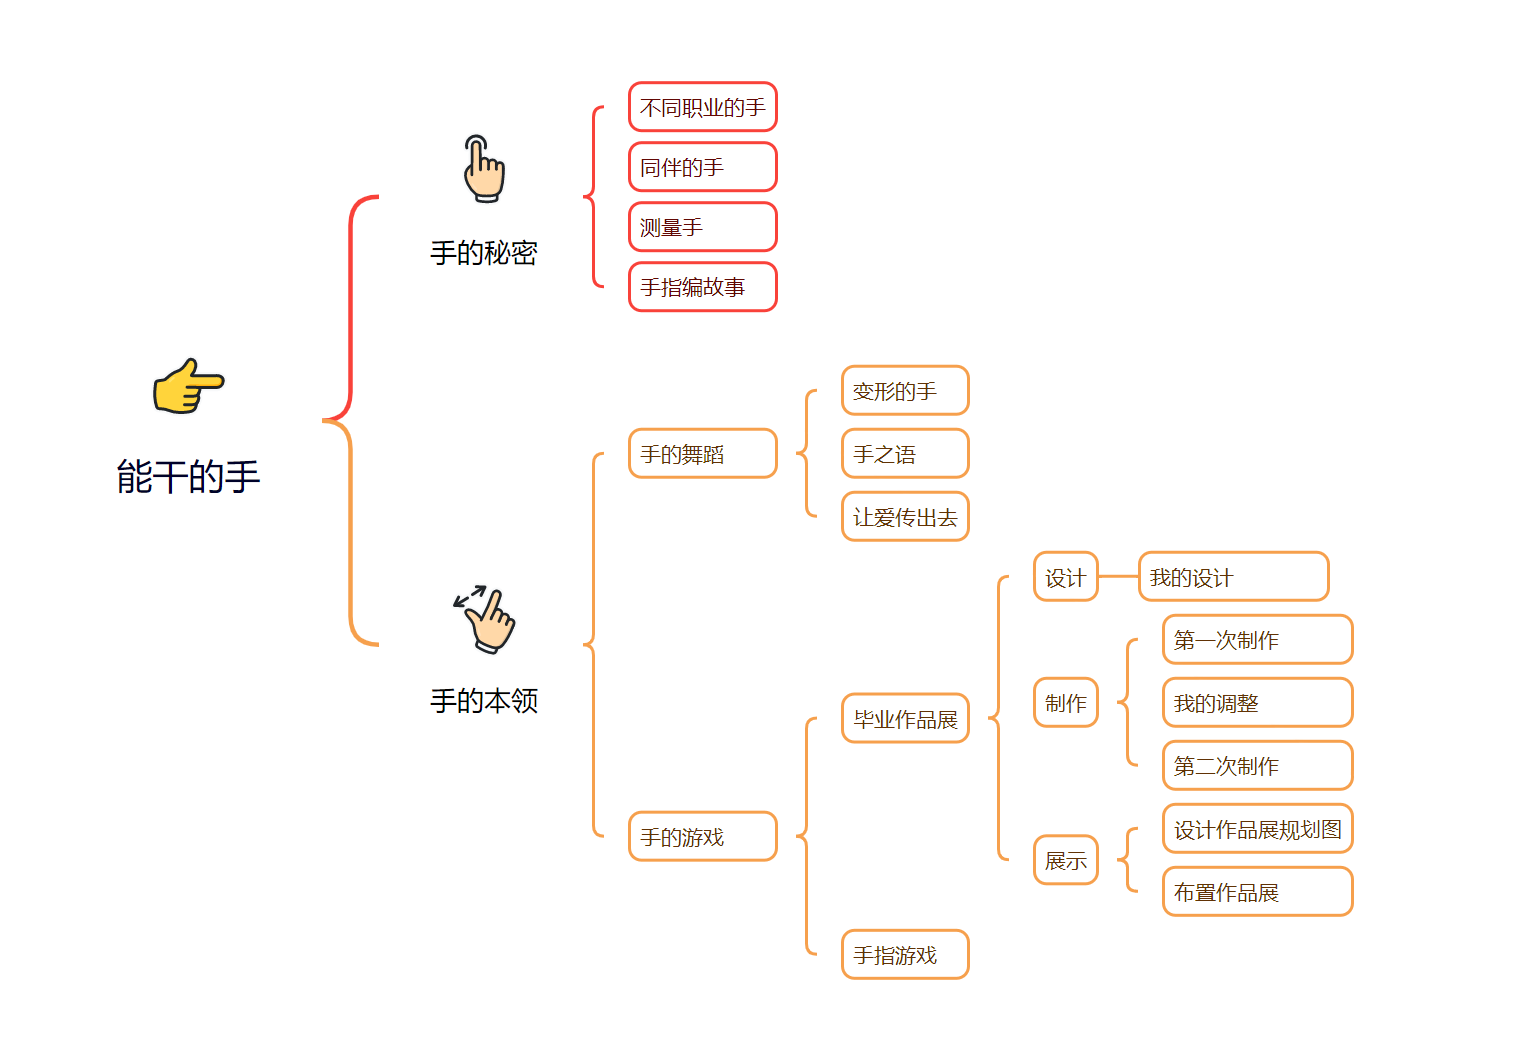 能干的手
手的秘密
不同职业的手
同伴的手
测量手
手指编故事
手的本领
手的舞蹈
变形的手
手之语
让爱传出去
手的游戏
毕业作品展
设计
我的设计
制作
第一次制作
我的调整
第二次制作
展示
设计作品展规划图
布置作品展
手指游戏